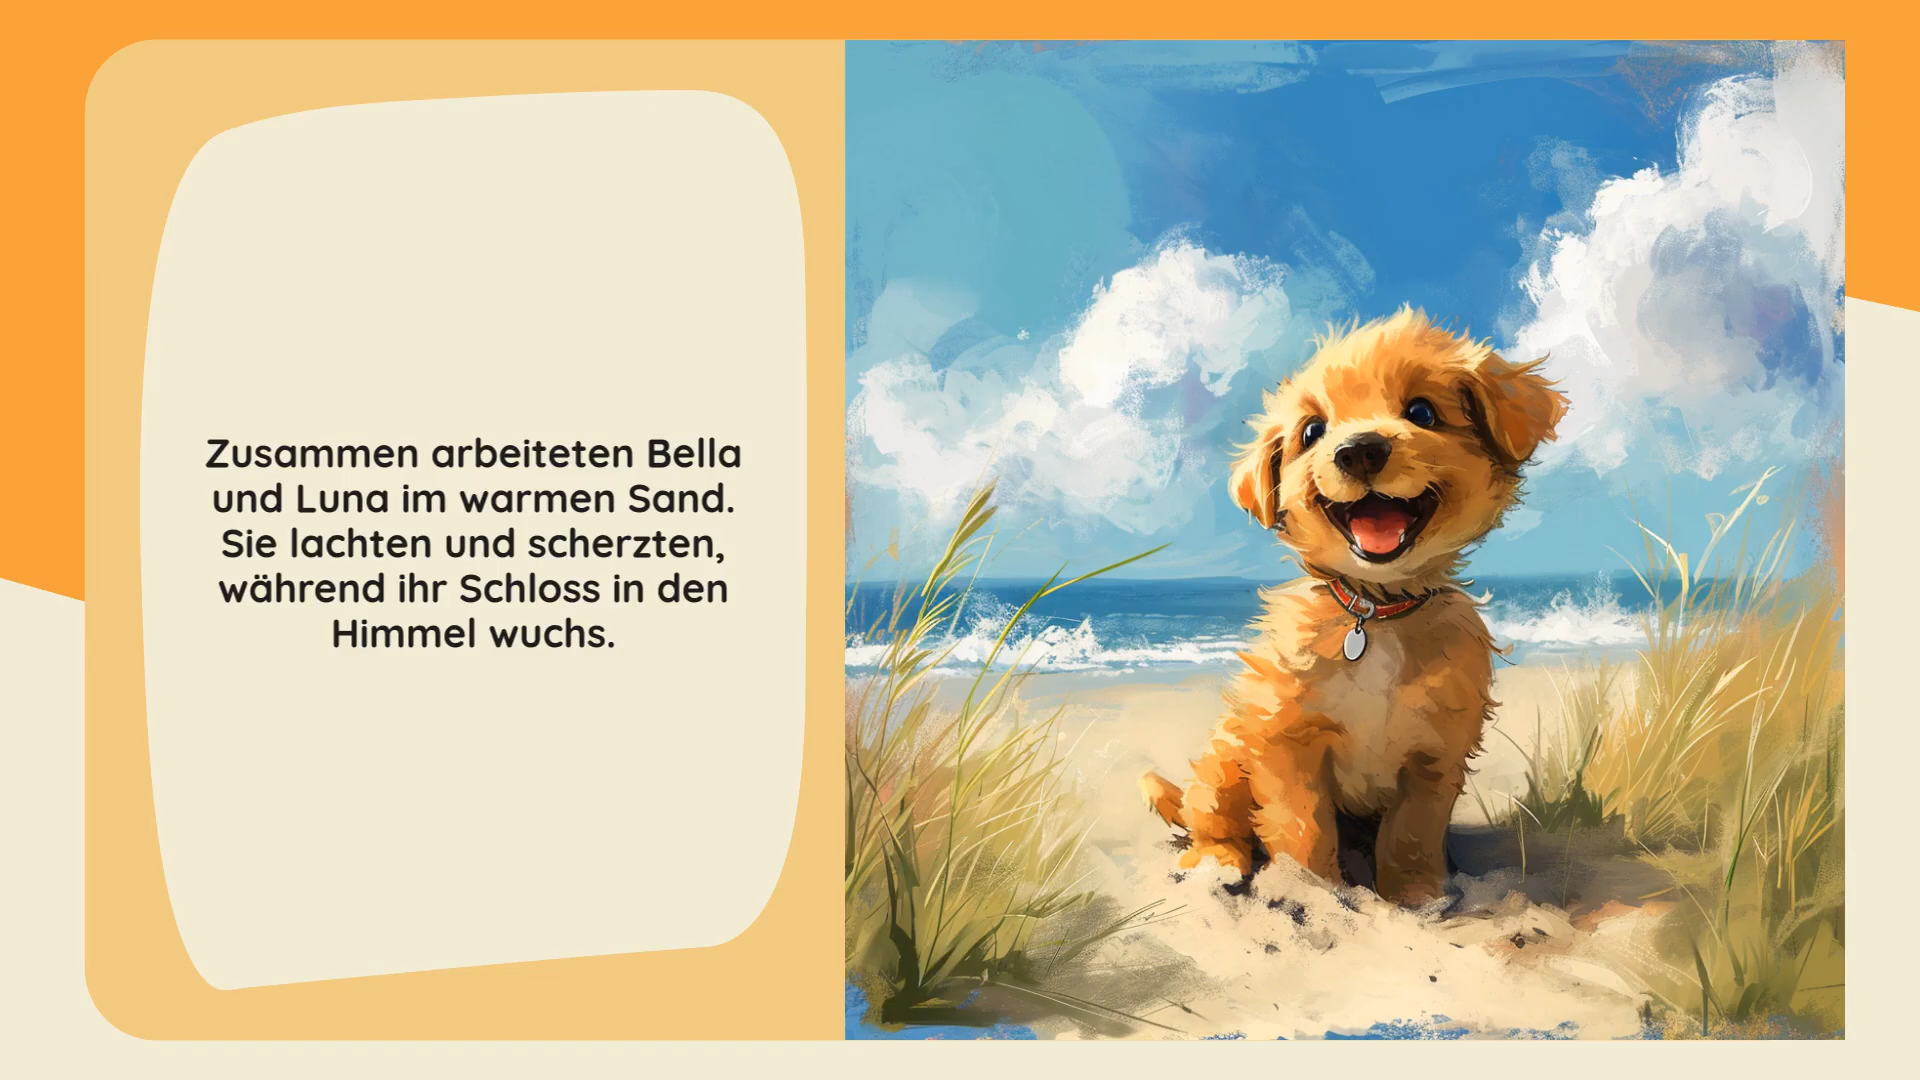 Zusammen arbeiteten Bella
und Luna im warmen Sand.
Sie lachten und scherzten,
während ihr Schloss in den
Himmel wuchs.